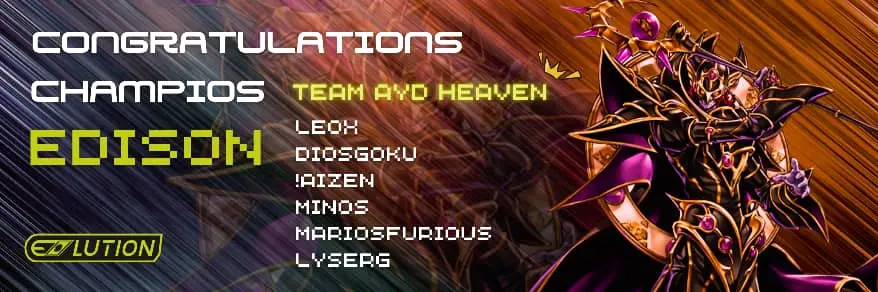 CONGRATULATIONS
CHAMPIOS
TEAM AYD HEAVEN
EDISON
LEOX
DIOSGOKU
!AIZEN
MINOS
MARIOSFURIOUS
LYSERG
EVOLUTION